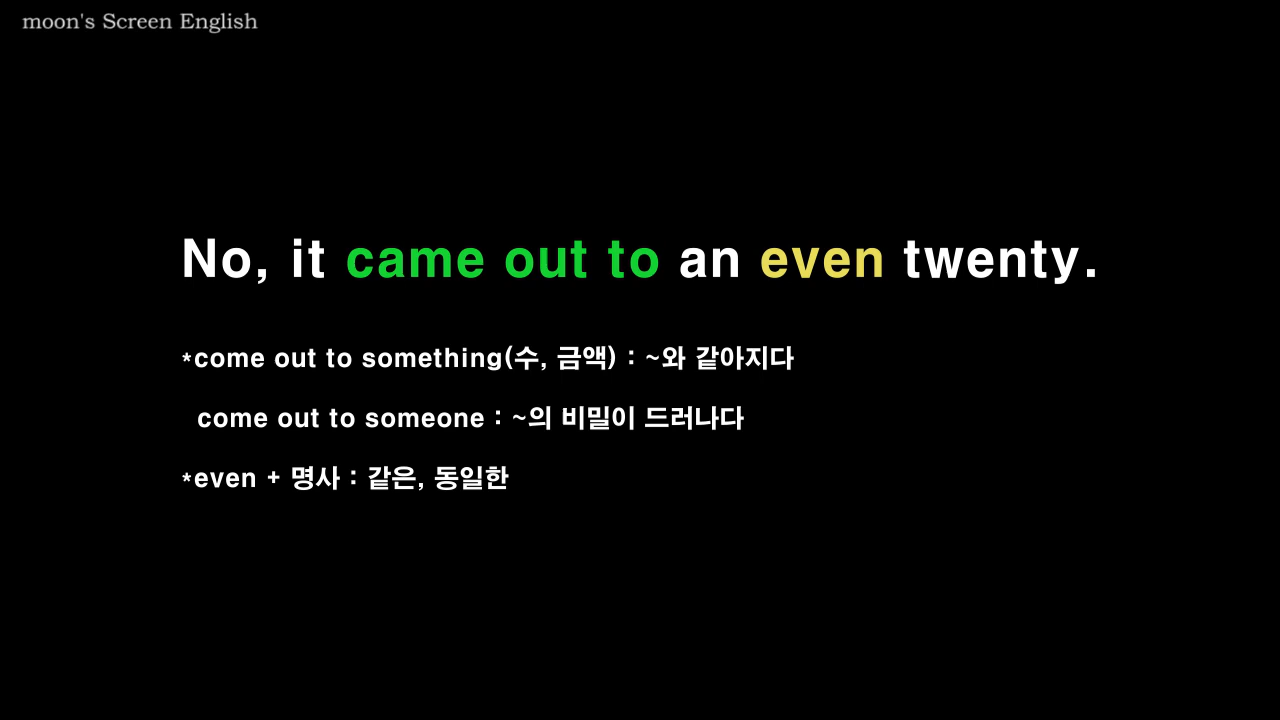 moon's Screen English
No, it came out to an even twenty.
*come out to something(수, 금액) : ~와 같아지다
come out to someone : ~의 비밀이 드러나다
*even + 명사 : 같은, 동일한